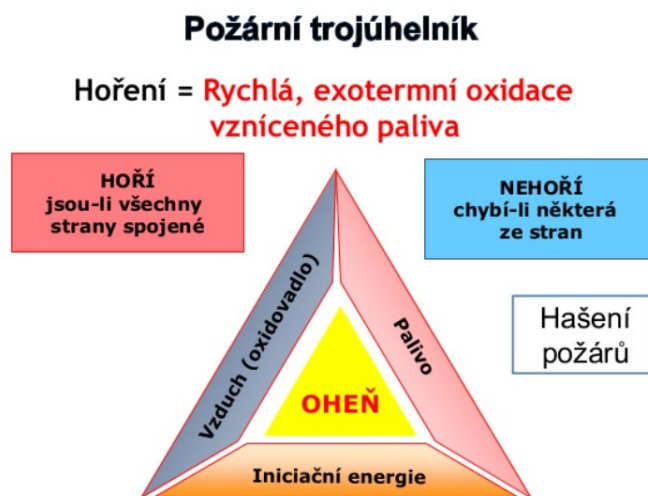 Požární trojúhelník
Hoření = Rychlá, exotermní oxidace
vzníceného paliva
HOŘÍ
jsou-li všechny
strany spojené
NEHOŘÍ
chybí-li některá
ze stran
Vzduch (oxidovadlo)
Palivo
Hašení
požárů
OHEŇ
Iniciační energie